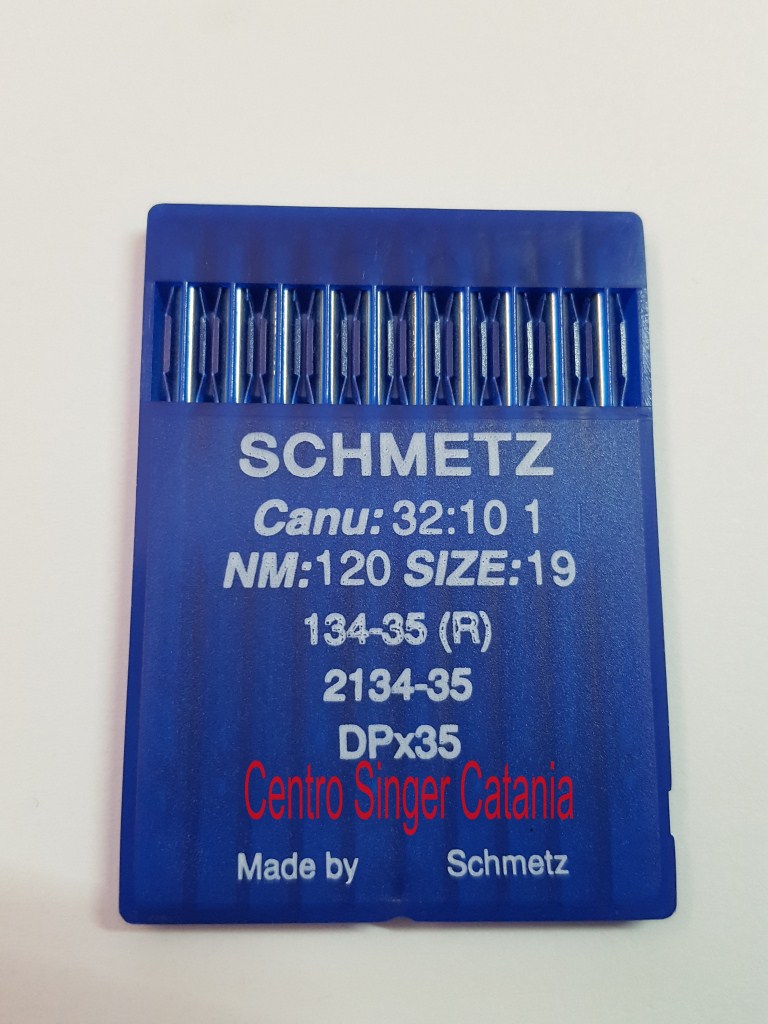 SCHMETZ
Canu: 32:10 1
NM:120 SIZE:19
134-35 (R)
2134-35
DPx35
Centro Singer Catania
Made by Schmetz